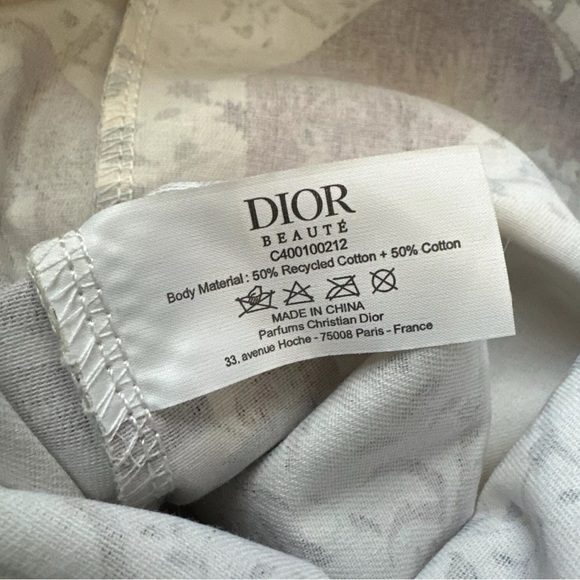 DIOR
BEAUTÉ
C400100212
Body Material : 50% Recycled Cotton + 50% Cotton
MADE IN CHINA
Parfums Christian Dior
33, avenue Hoche - 75008 Paris - France